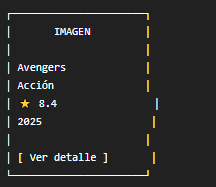 IMAGEN
Avengers
Acción
⭐ 8.4
2025
[ Ver detalle ]